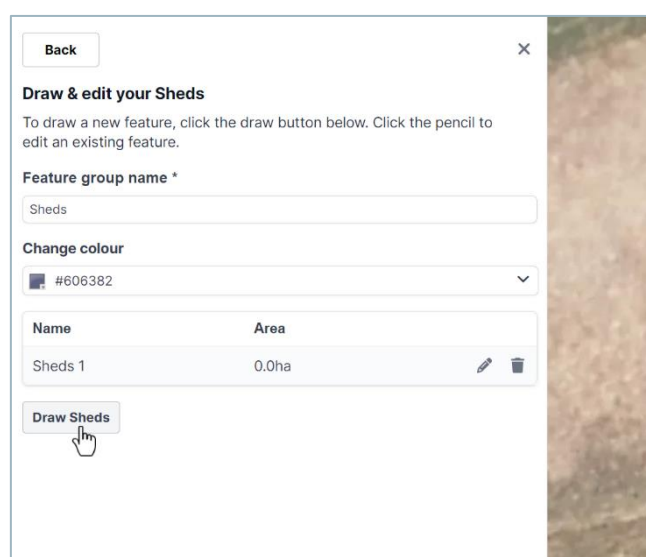 Back
Draw & edit your Sheds
To draw a new feature, click the draw button below. Click the pencil to
edit an existing feature.
Feature group name *
Sheds
Change colour
#606382
Name Area
Sheds 1 0.0ha
Draw Sheds